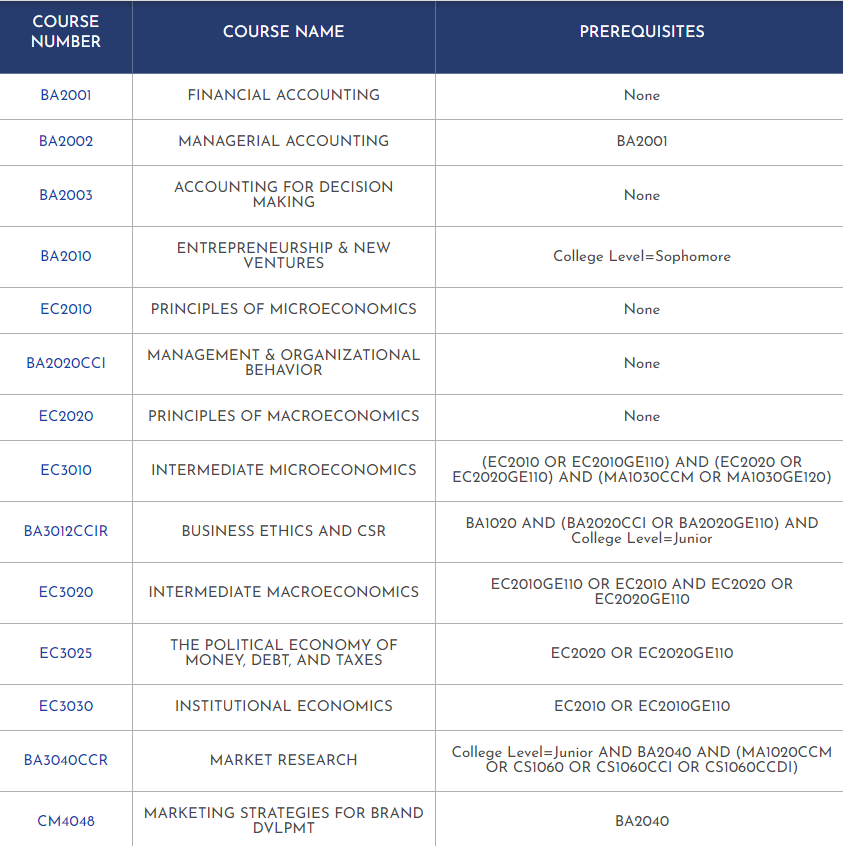 COURSE NUMBER COURSE NAME PREREQUISITES
BA2001 FINANCIAL ACCOUNTING None
BA2002 MANAGERIAL ACCOUNTING BA2001
BA2003 ACCOUNTING FOR DECISION MAKING None
BA2010 ENTREPRENEURSHIP & NEW VENTURES College Level=Sophomore
EC2010 PRINCIPLES OF MICROECONOMICS None
BA2020CCI MANAGEMENT & ORGANIZATIONAL BEHAVIOR None
EC2020 PRINCIPLES OF MACROECONOMICS None
EC3010 INTERMEDIATE MICROECONOMICS (EC2010 OR EC2010GE110) AND (EC2020 OR EC2020GE110) AND (MA1030CCM OR MA1030GE120)
BA3012CCIR BUSINESS ETHICS AND CSR BA1020 AND (BA2020CCI OR BA2020GE110) AND College Level=Junior
EC3020 INTERMEDIATE MACROECONOMICS EC2010GE110 OR EC2010 AND EC2020 OR EC2020GE110
EC3025 THE POLITICAL ECONOMY OF MONEY, DEBT, AND TAXES EC2020 OR EC2020GE110
EC3030 INSTITUTIONAL ECONOMICS EC2010 OR EC2010GE110
BA3040CCR MARKET RESEARCH College Level=Junior AND BA2040 AND (MA1020CCM OR CS1060 OR CS1060CCI OR CS1060CCDI)
CM4048 MARKETING STRATEGIES FOR BRAND DVLPMT BA2040